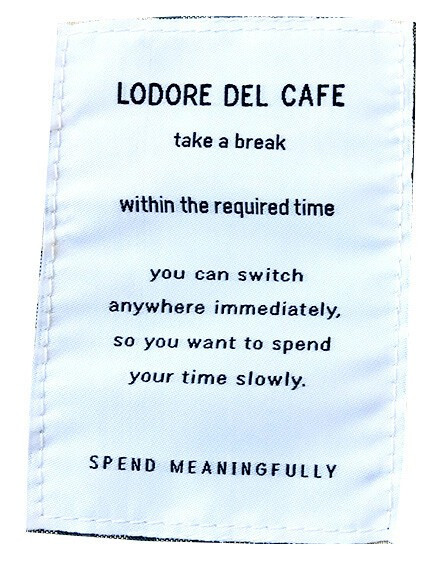 LODORE DEL CAFE
take a break
within the required time
you can switch
anywhere immediately,
so you want to spend
your time slowly.
SPEND MEANINGFULLY